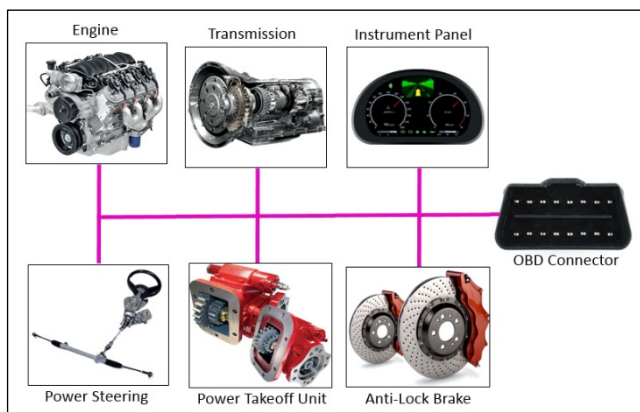 Engine
Transmission
Instrument Panel
OBD Connector
Power Steering
Power Takeoff Unit
Anti-Lock Brake